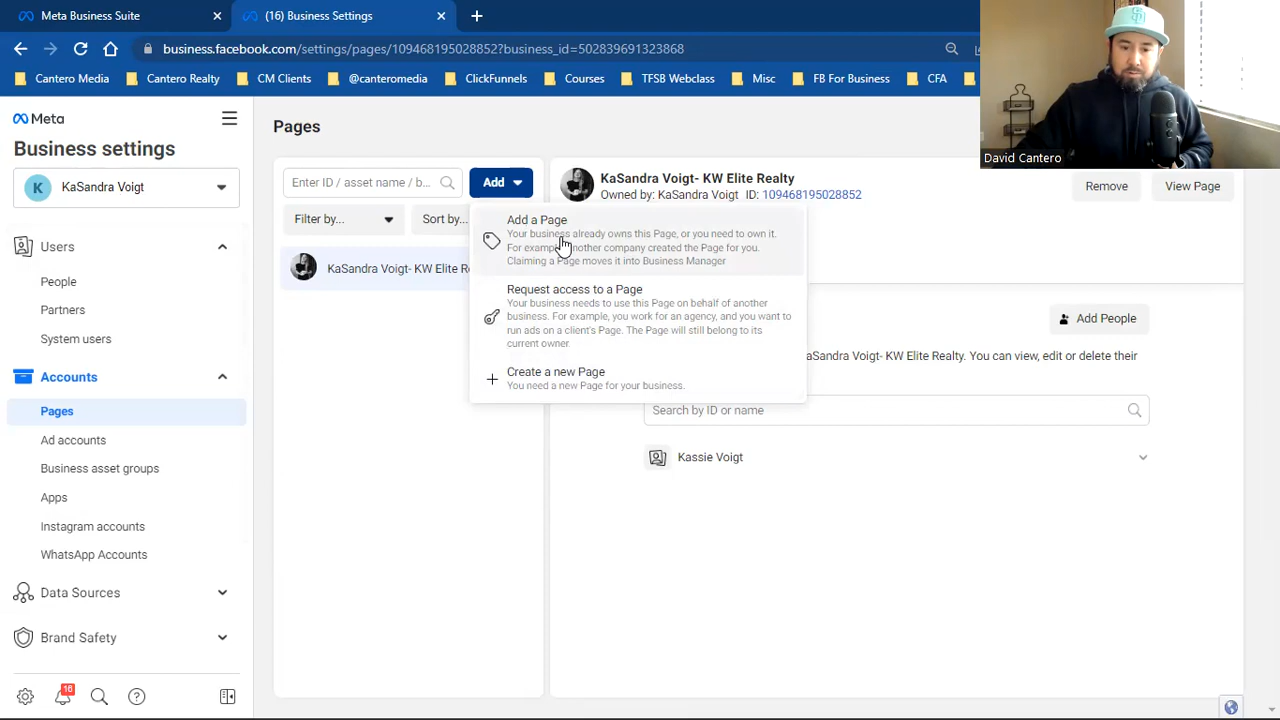 Meta Business Suite
(16) Business Settings
business.facebook.com/settings/pages/109468195028852?business_id=502839691323868
Cantero Media
Cantero Realty
CM Clients
@canteromedia
ClickFunnels
Courses
TFSB Webclass
Misc
FB For Business
CFA
David Cantero
Meta
Business settings
K
KaSandra Voigt
Users
People
Partners
System users
Accounts
Pages
Ad accounts
Business asset groups
Apps
Instagram accounts
WhatsApp Accounts
Data Sources
Brand Safety
16
Pages
Enter ID / asset name / b...
Add
Filter by...
Sort by...
KaSandra Voigt- KW Elite R
Add a Page
Your business already owns this Page, or you need to own it.
For example, another company created the Page for you.
Claiming a Page moves it into Business Manager
Request access to a Page
Your business needs to use this Page on behalf of another
business. For example, you work for an agency, and you want to
run ads on a client's Page. The Page will still belong to its
current owner.
Create a new Page
You need a new Page for your business.
KaSandra Voigt- KW Elite Realty
Owned by: KaSandra Voigt ID: 109468195028852
Remove
View Page
Add People
aSandra Voigt- KW Elite Realty. You can view, edit or delete their
Search by ID or name
Kassie Voigt